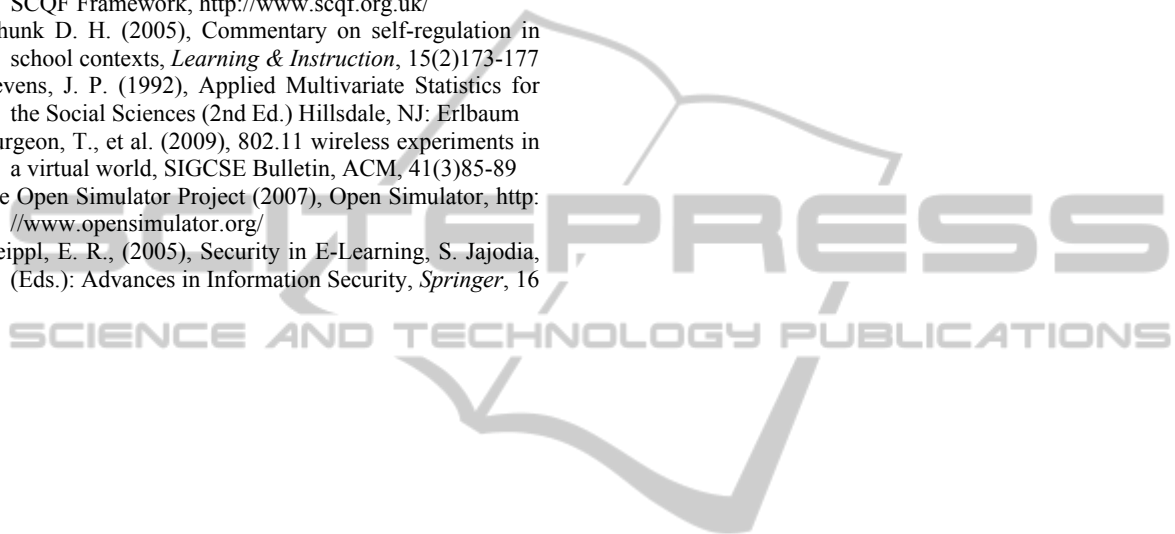 SCQF Framework, http://www.scqf.org.uk/
hunk D. H. (2005), Commentary on self-regulation in
school contexts, Learning & Instruction, 15(2)173-177
evens, J. P. (1992), Applied Multivariate Statistics for
the Social Sciences (2nd Ed.) Hillsdale, NJ: Erlbaum
urgeon, T., et al. (2009), 802.11 wireless experiments in
a virtual world, SIGCSE Bulletin, ACM, 41(3)85-89
e Open Simulator Project (2007), Open Simulator, http:
//www.opensimulator.org/
eippl, E. R., (2005), Security in E-Learning, S. Jajodia,
(Eds.): Advances in Information Security, Springer, 16
SCITEPRESS
SCIENCE AND TECHNOLOGY PUBLICATIONS